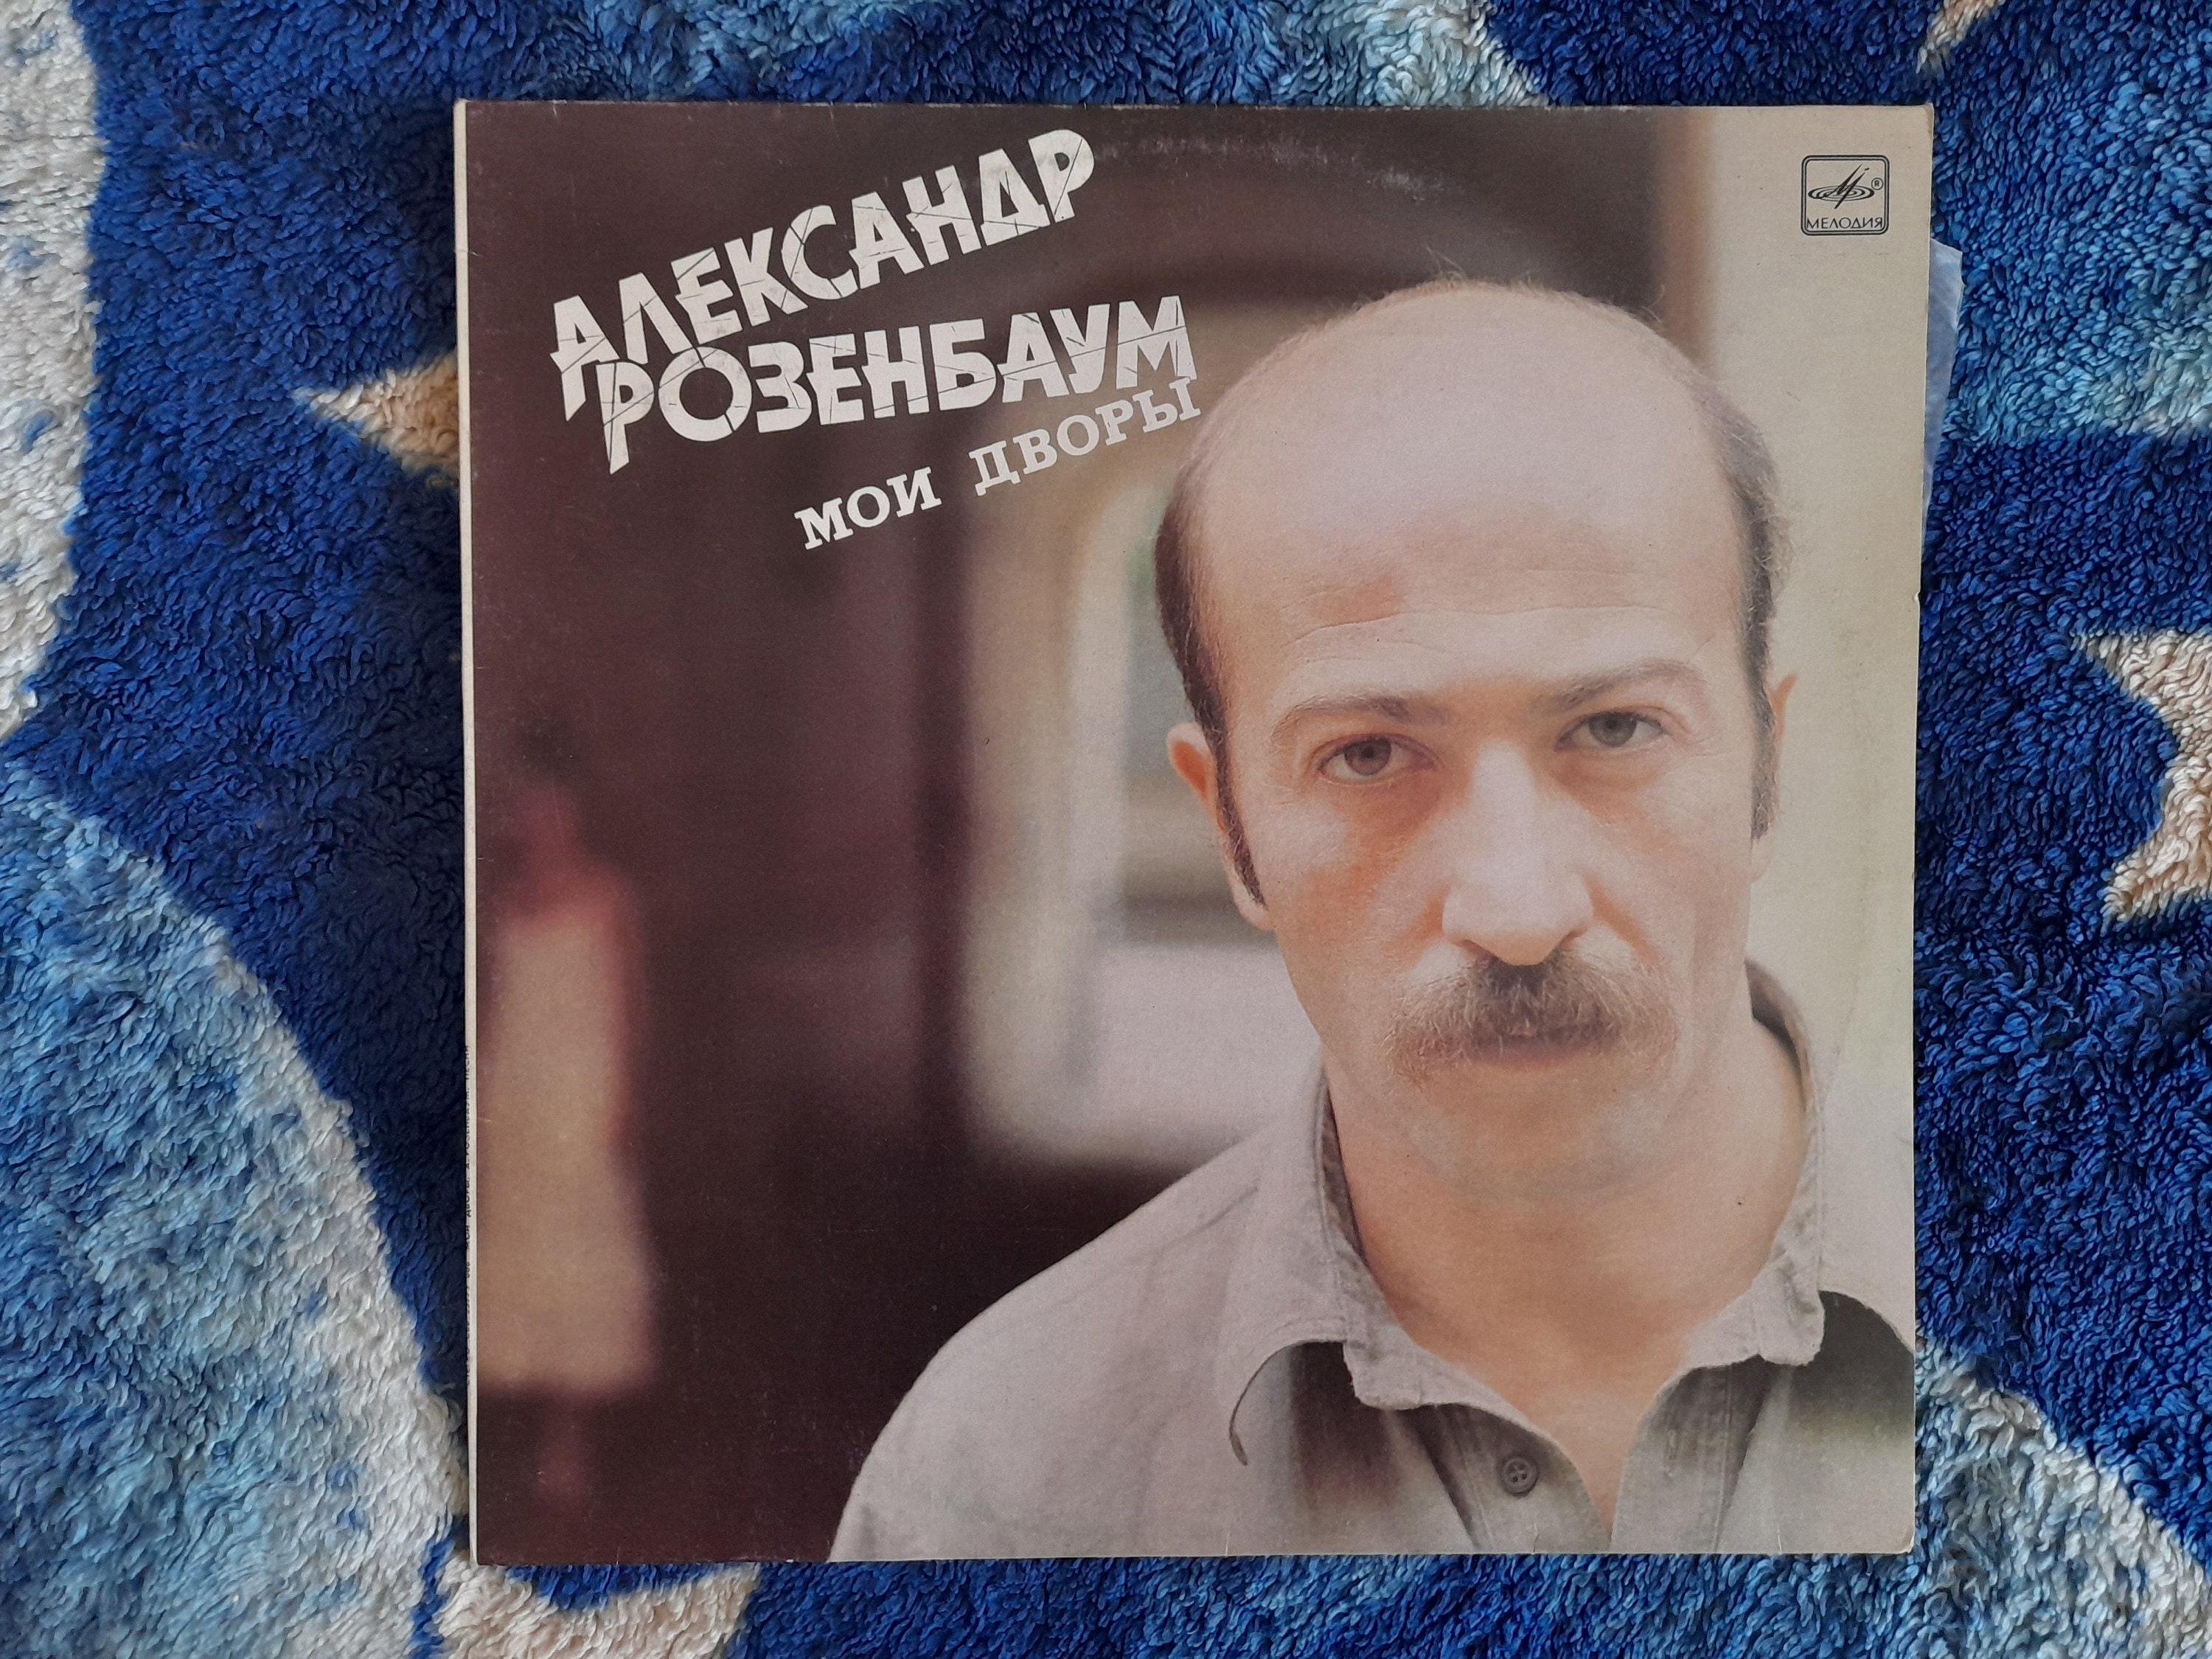 АЛЕКСАНДР
РОЗЕНБАУМ
МОИ ДВОРЫ
МЕЛОДИЯ
®